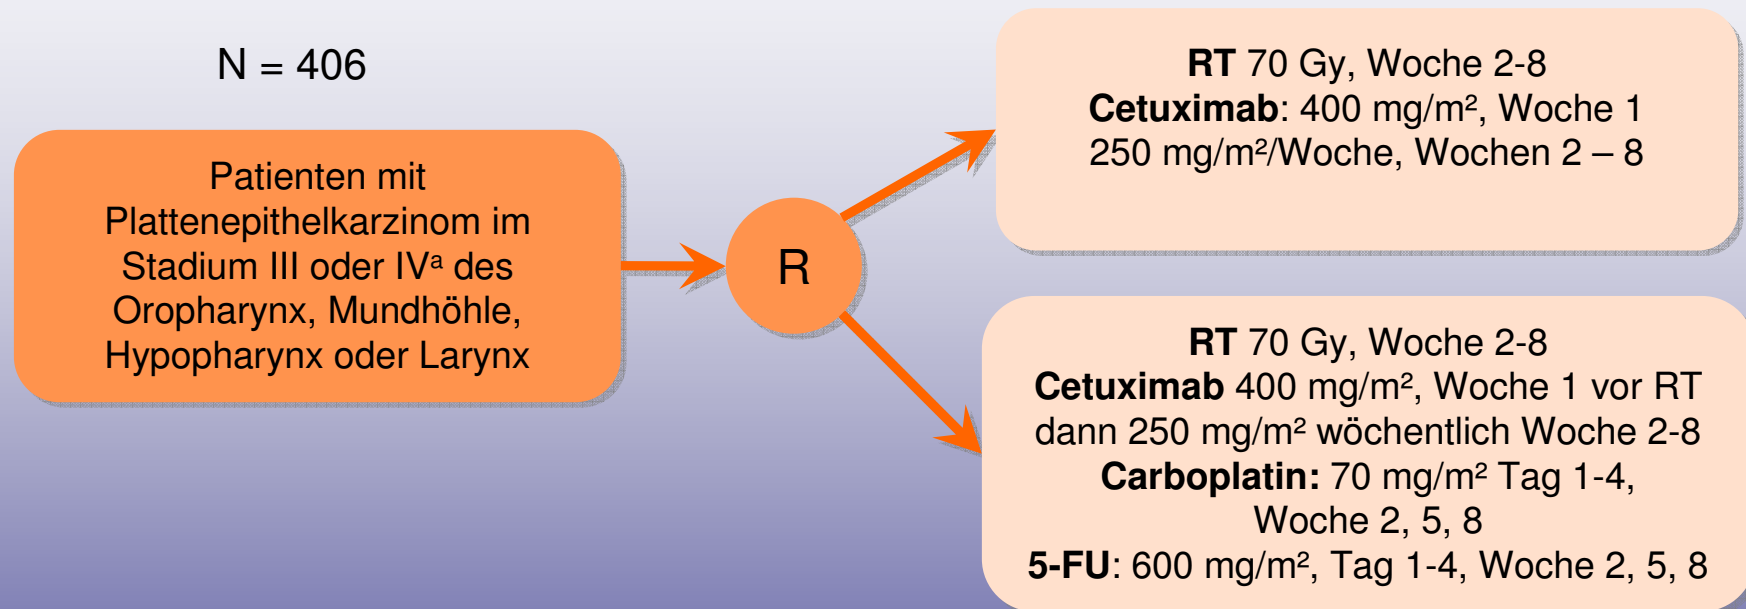 N = 406
Patienten mit
Plattenepithelkarzinom im
Stadium III oder IVᵃ des
Oropharynx, Mundhöhle,
Hypopharynx oder Larynx
R
RT 70 Gy, Woche 2-8
Cetuximab: 400 mg/m², Woche 1
250 mg/m²/Woche, Wochen 2 – 8
RT 70 Gy, Woche 2-8
Cetuximab 400 mg/m², Woche 1 vor RT
dann 250 mg/m² wöchentlich Woche 2-8
Carboplatin: 70 mg/m² Tag 1-4,
Woche 2, 5, 8
5-FU: 600 mg/m², Tag 1-4, Woche 2, 5, 8